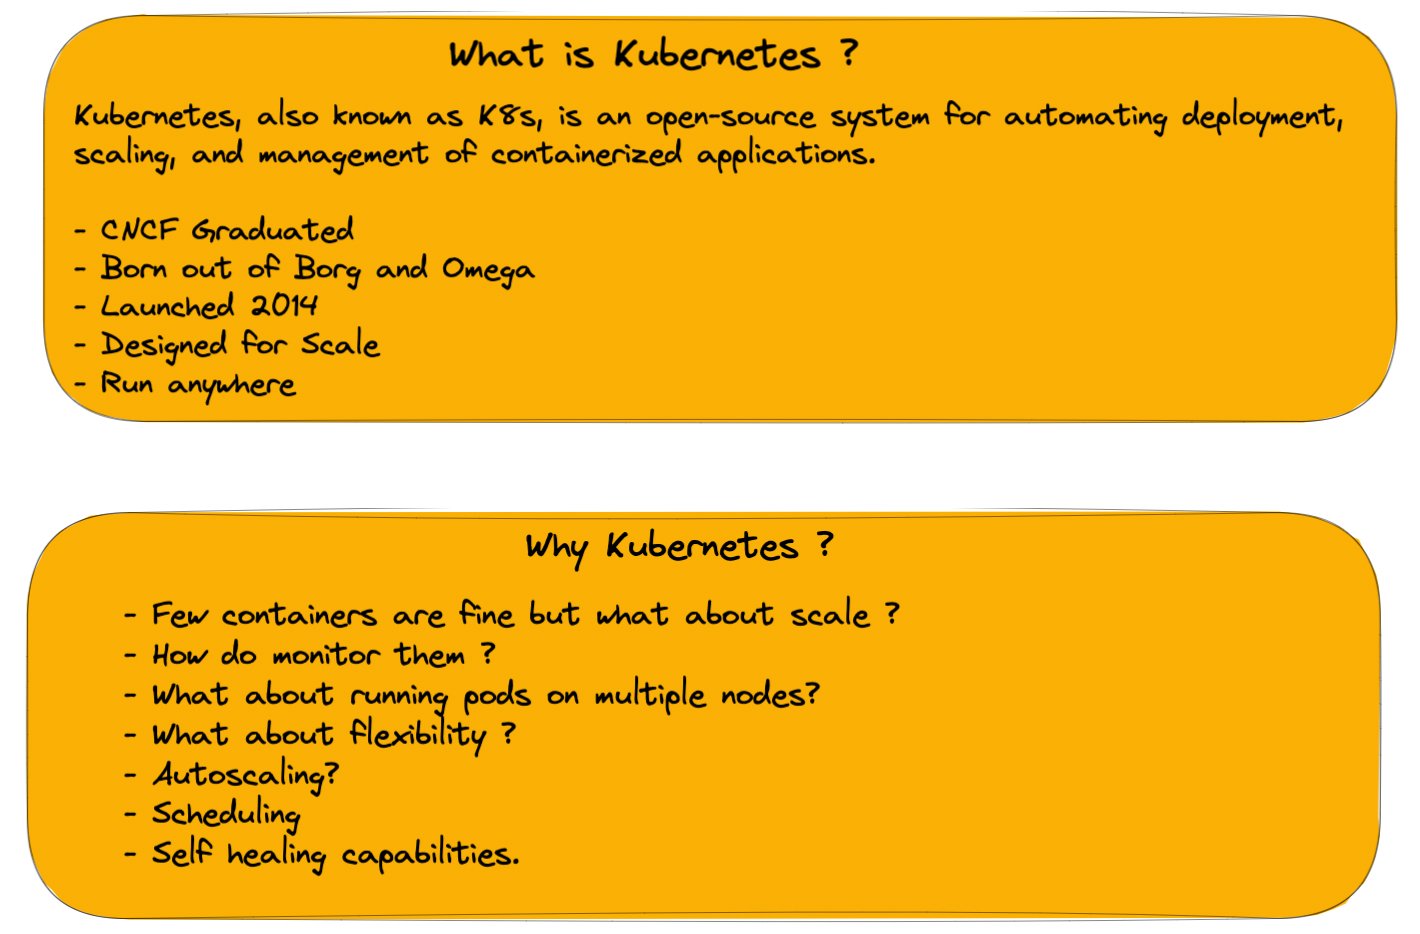 What is Kubernetes ?
Kubernetes, also known as K8s, is an open-source system for automating deployment,
scaling, and management of containerized applications.
- CNCF Graduated
- Born out of Borg and Omega
- Launched 2014
- Designed for Scale
- Run anywhere
Why Kubernetes ?
- Few containers are fine but what about scale ?
- How do monitor them ?
- What about running pods on multiple nodes?
- What about flexibility ?
- Autoscaling?
- Scheduling
- Self healing capabilities.